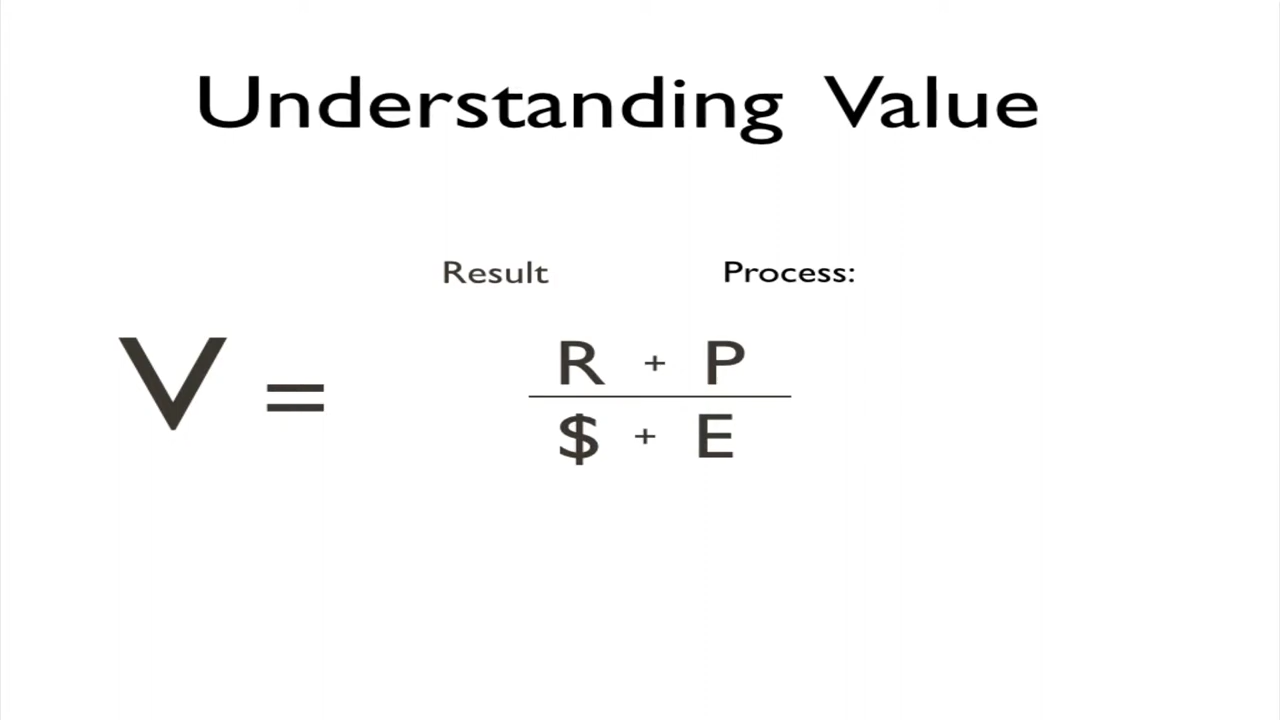 Understanding Value
Result Process:
V = 
R + P
$ + E